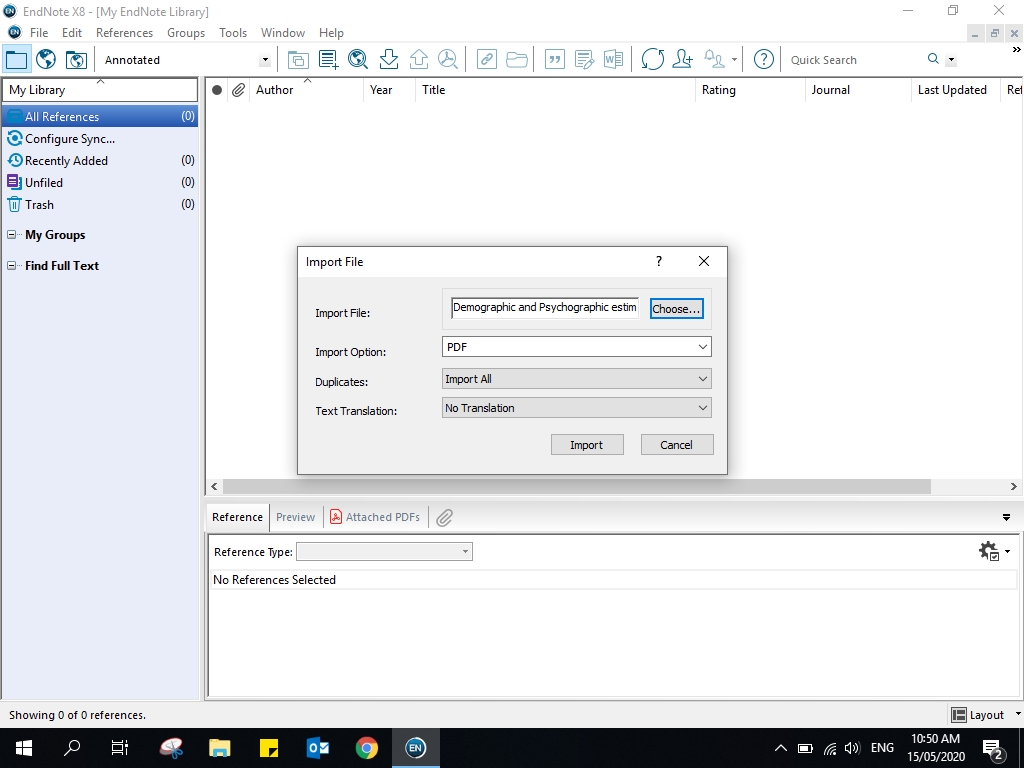 EN EndNote X8 - [My EndNote Library]
EN File Edit References Groups Tools Window Help
Annotated Quick Search
My Library
All References (0)
Configure Sync...
Recently Added (0)
Unfiled (0)
Trash (0)
My Groups
Find Full Text
Author Year Title Rating Journal Last Updated Ref
Import File ?
Import File: Demographic and Psychographic estim Choose...
Import Option: PDF
Duplicates: Import All
Text Translation: No Translation
Import Cancel
Reference Preview Attached PDFs
Reference Type:
No References Selected
Showing 0 of 0 references. Layout
EN ENG 10:50 AM
15/05/2020 2